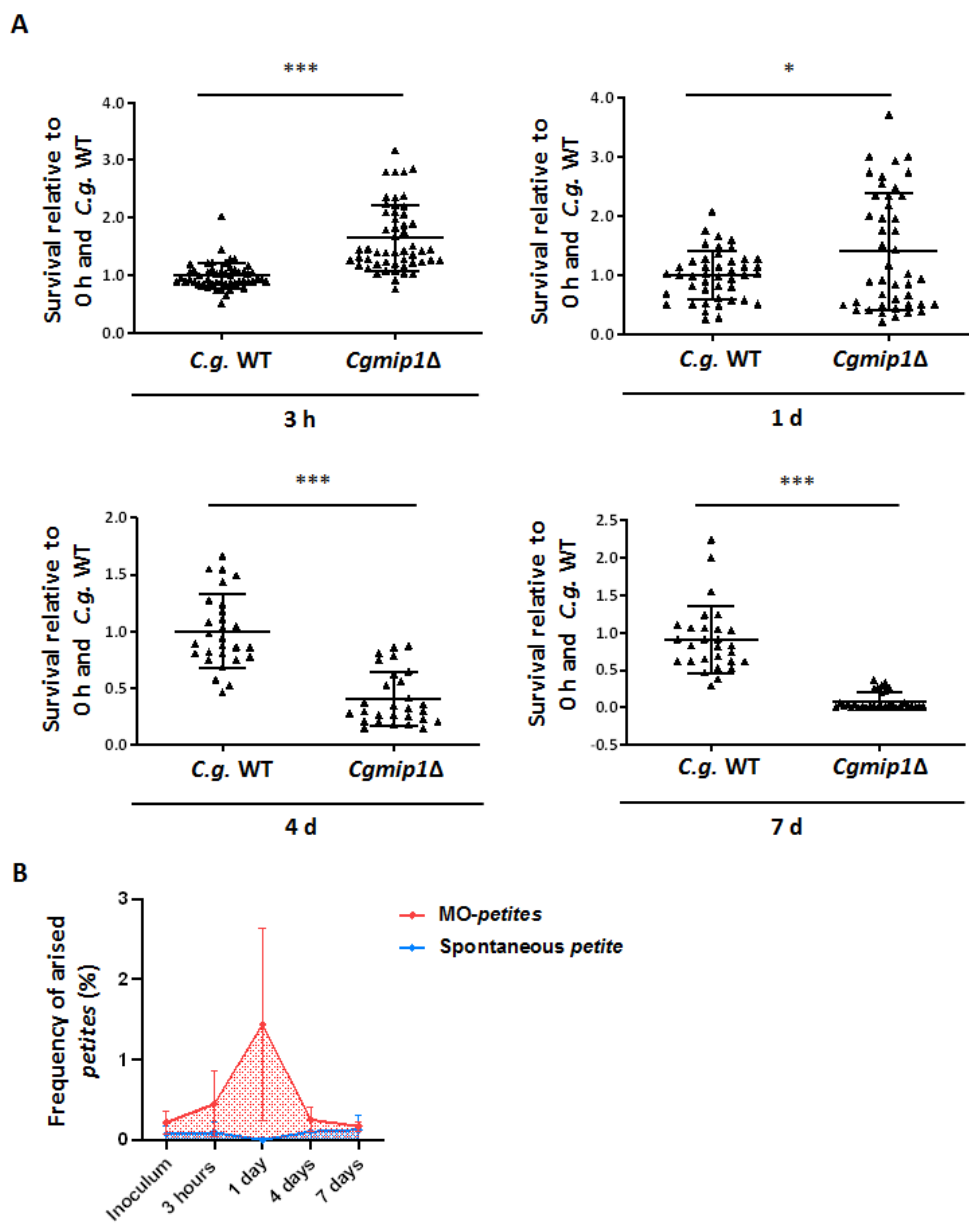 A
***
Survival relative to
0 h and C.g. WT
4.0
3.0
2.0
1.0
0.0
C.g. WT
Cgmip1Δ
3 h
*
Survival relative to
0 h and C.g. WT
4.0
3.0
2.0
1.0
0.0
C.g. WT
Cgmip1Δ
1 d
***
Survival relative to
0 h and C.g. WT
2.0
1.5
1.0
0.5
0.0
C.g. WT
Cgmip1Δ
4 d
***
Survival relative to
0 h and C.g. WT
2.5
2.0
1.5
1.0
0.5
0.0
-0.5
C.g. WT
Cgmip1Δ
7 d
B
Frequency of arised
petites (%)
3
2
1
0
Inoculum
3 hours
1 day
4 days
7 days
MO-petites
Spontaneous petite